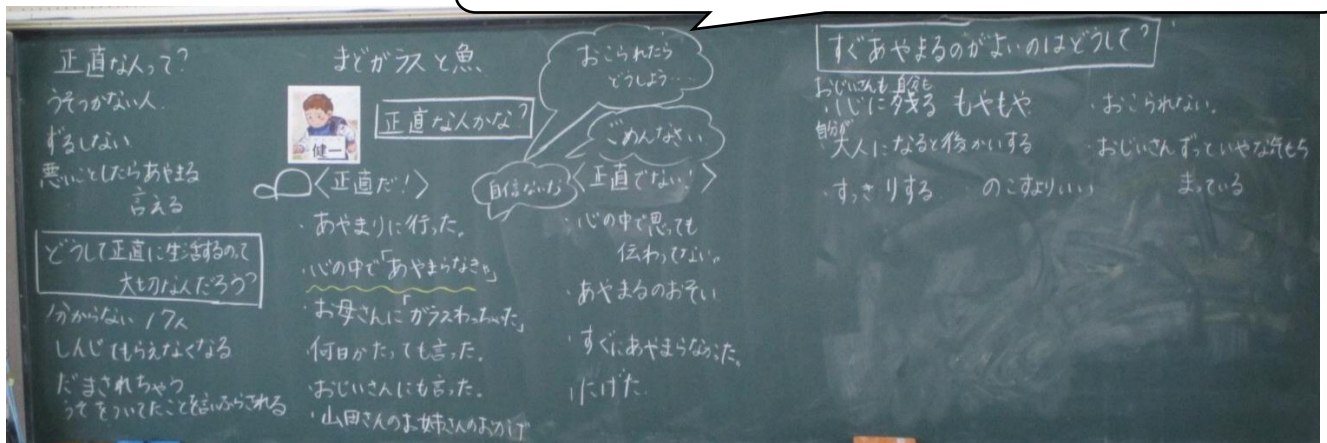 正直な人って?
うそつかない人.
ずるしない
悪いことしたらあやまる
言える
どうして正直に生活するのって
大切なんだろう?
分からない 17人
しんじてもらえなくなる
だまされちゃう
うそをついてたことを言いふらされる
まどガラスと魚
健一
正直な人かな?
〈正直だ!〉
・あやまりに行った。
・心の中で「あやまらなきゃ」
・お母さんに「ガラスわっちゃった」
・何日かたっても言った。
・おじいさんにも言った。
・山田さんのお姉さんのおかげ
おこられたら
どうしよう……
ごめんなさい
自信ないな
〈正直でない!〉
・心の中で思っても
伝わってない。
・あやまるのおそい
・すぐにあやまらなかった。
・にげた.
すぐあやまるのがよいのはどうして?
おじいさんも 自分も
・心に残る もやもや
自分が
大人になると後かいする
・すっきりする のこすよりいい
・おこられない.
・おじいさんずっといやな気もち
まっている